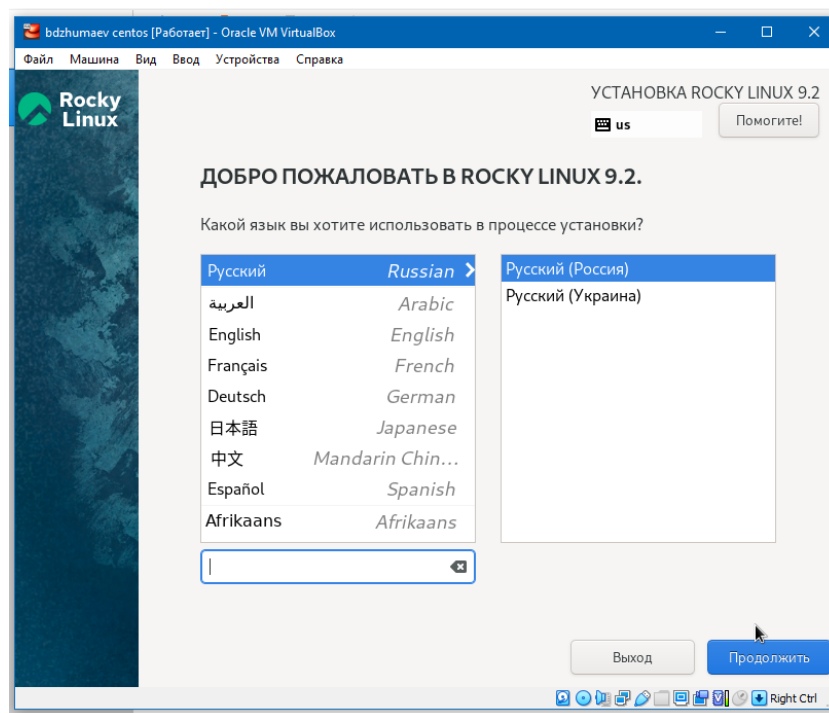 bdzhumaev centos [Работает] - Oracle VM VirtualBox
Файл Машина Вид Ввод Устройства Справка
Rocky
Linux
УСТАНОВКА ROCKY LINUX 9.2
us
Помогите!
ДОБРО ПОЖАЛОВАТЬ В ROCKY LINUX 9.2.
Какой язык вы хотите использовать в процессе установки?
Русский Russian
العربية Arabic
English English
Français French
Deutsch German
日本語 Japanese
中文 Mandarin Chin...
Español Spanish
Afrikaans Afrikaans
Русский (Россия)
Русский (Украина)
Выход
Продолжить
Right Ctrl